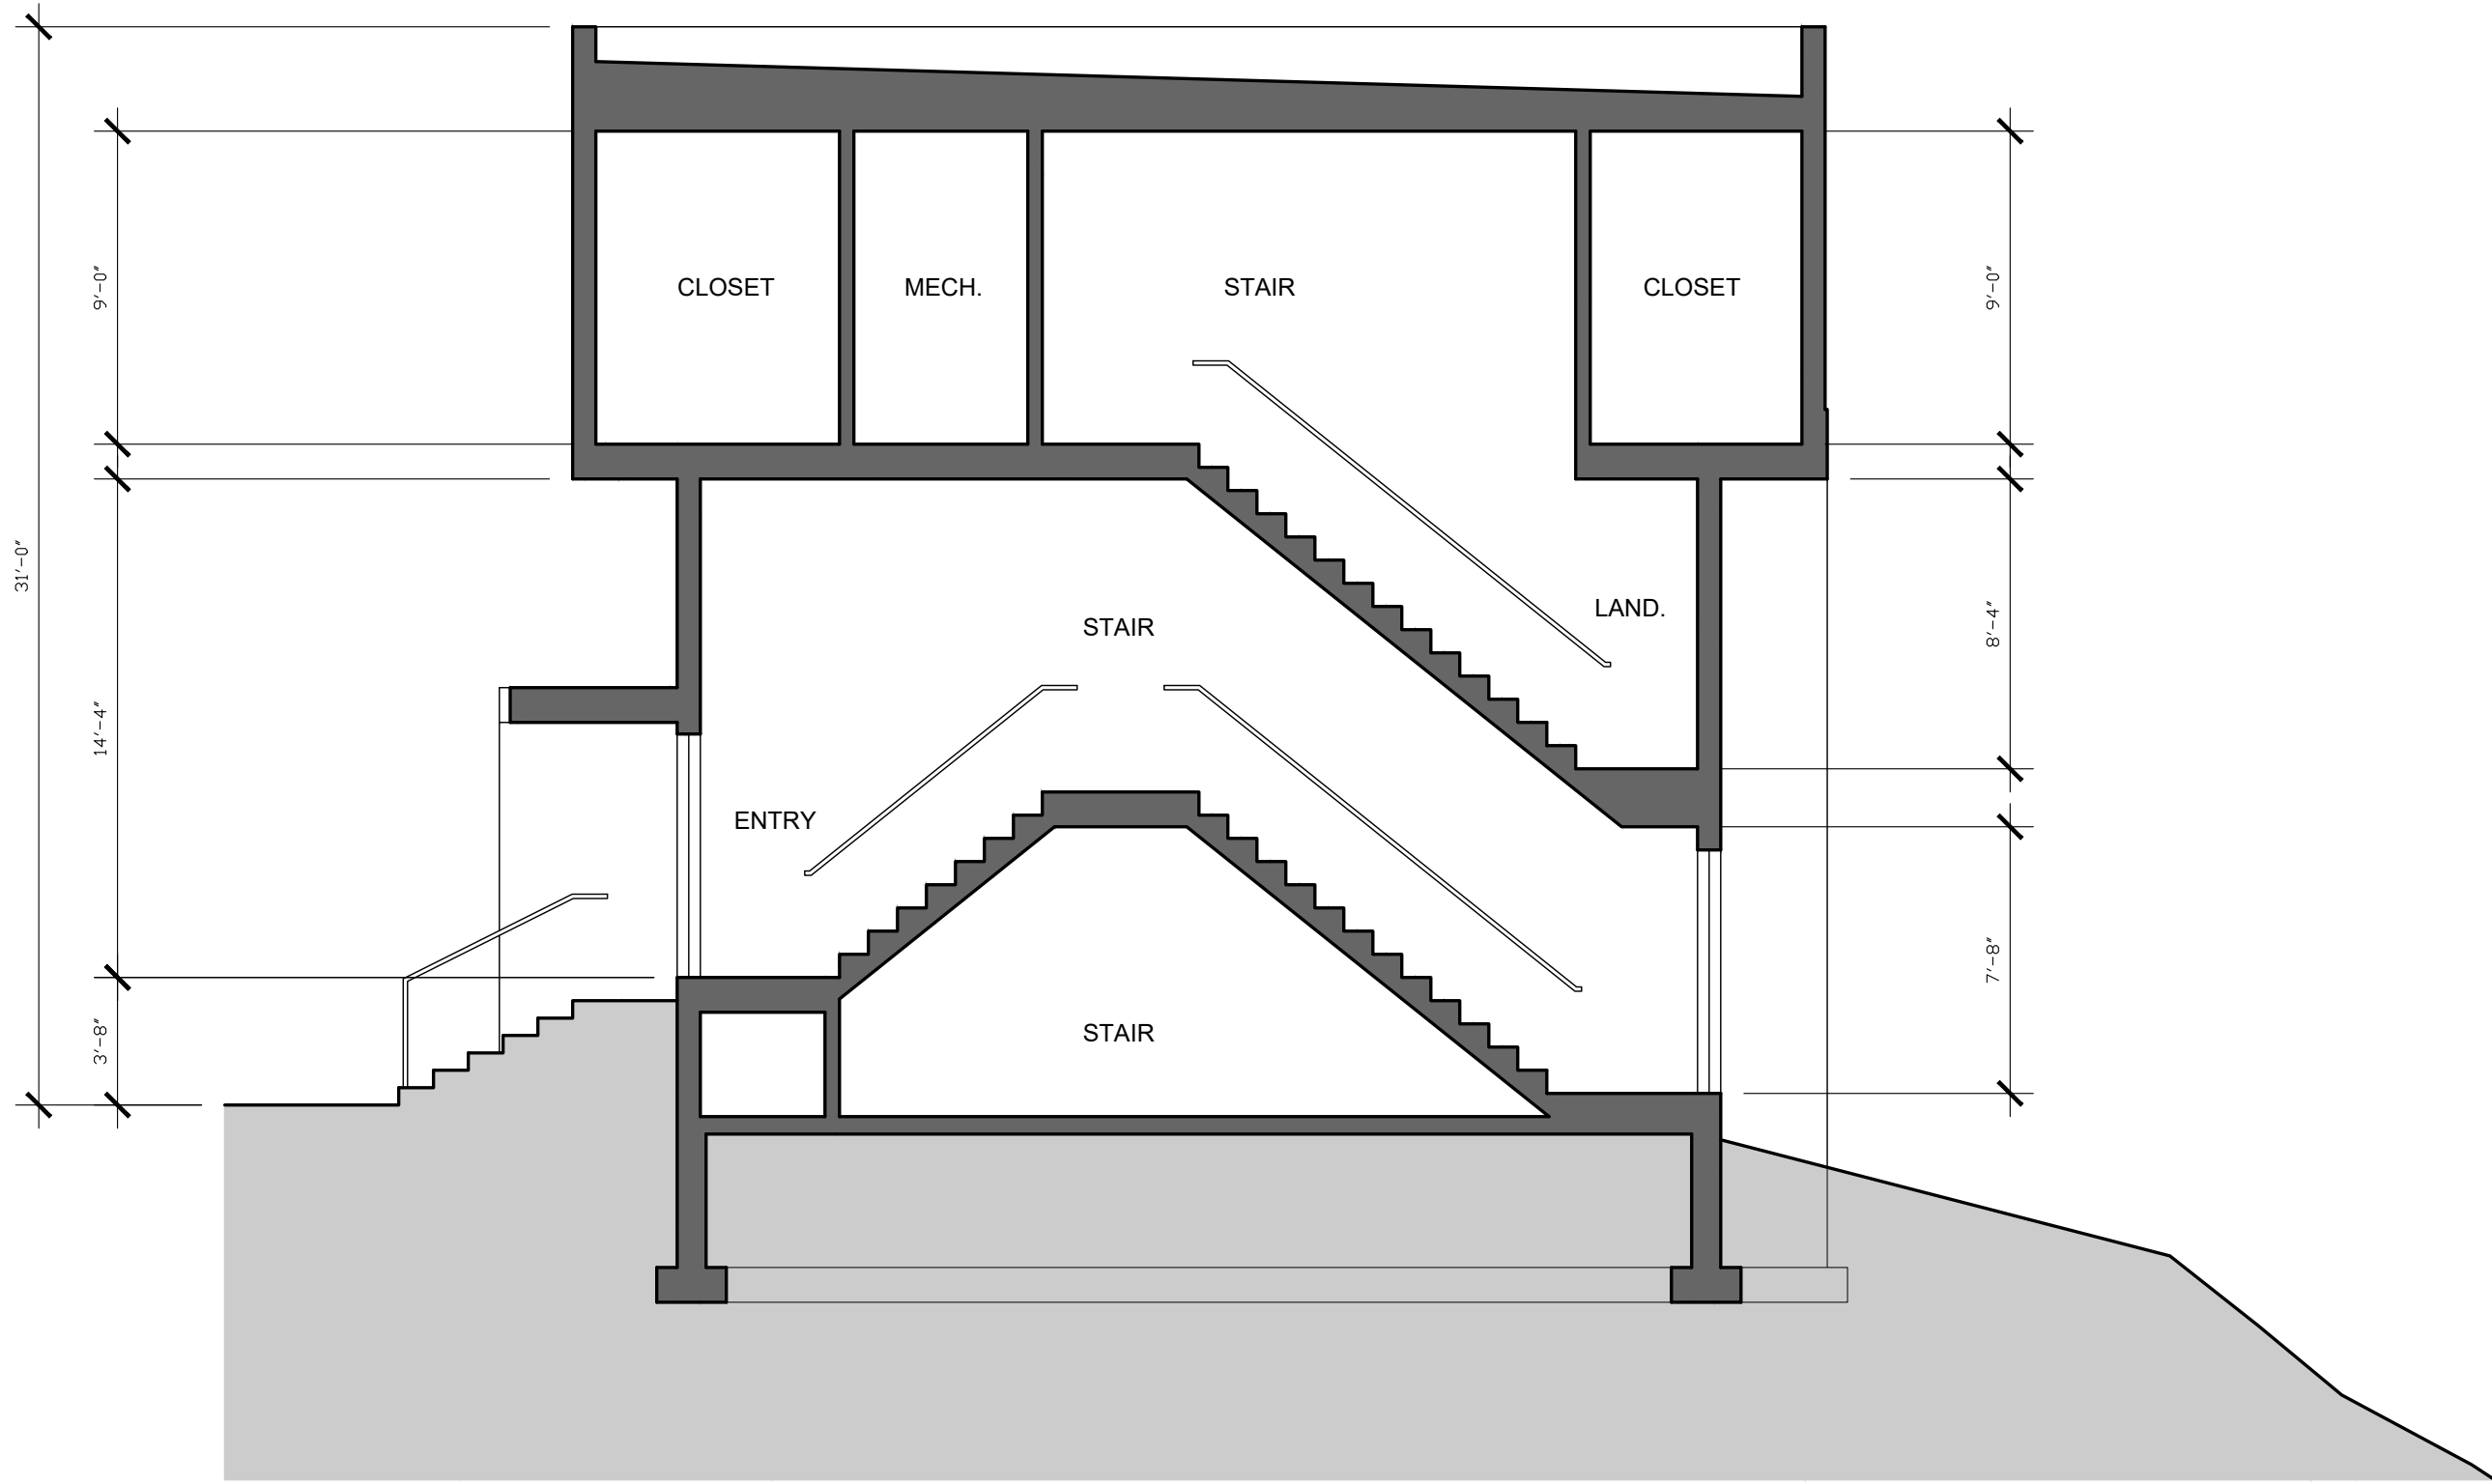 CLOSET
MECH.
STAIR
CLOSET
9'-0"
9'-0"
31'-0"
LAND.
STAIR
8'-4"
14'-4"
ENTRY
7'-8"
STAIR
3'-8"